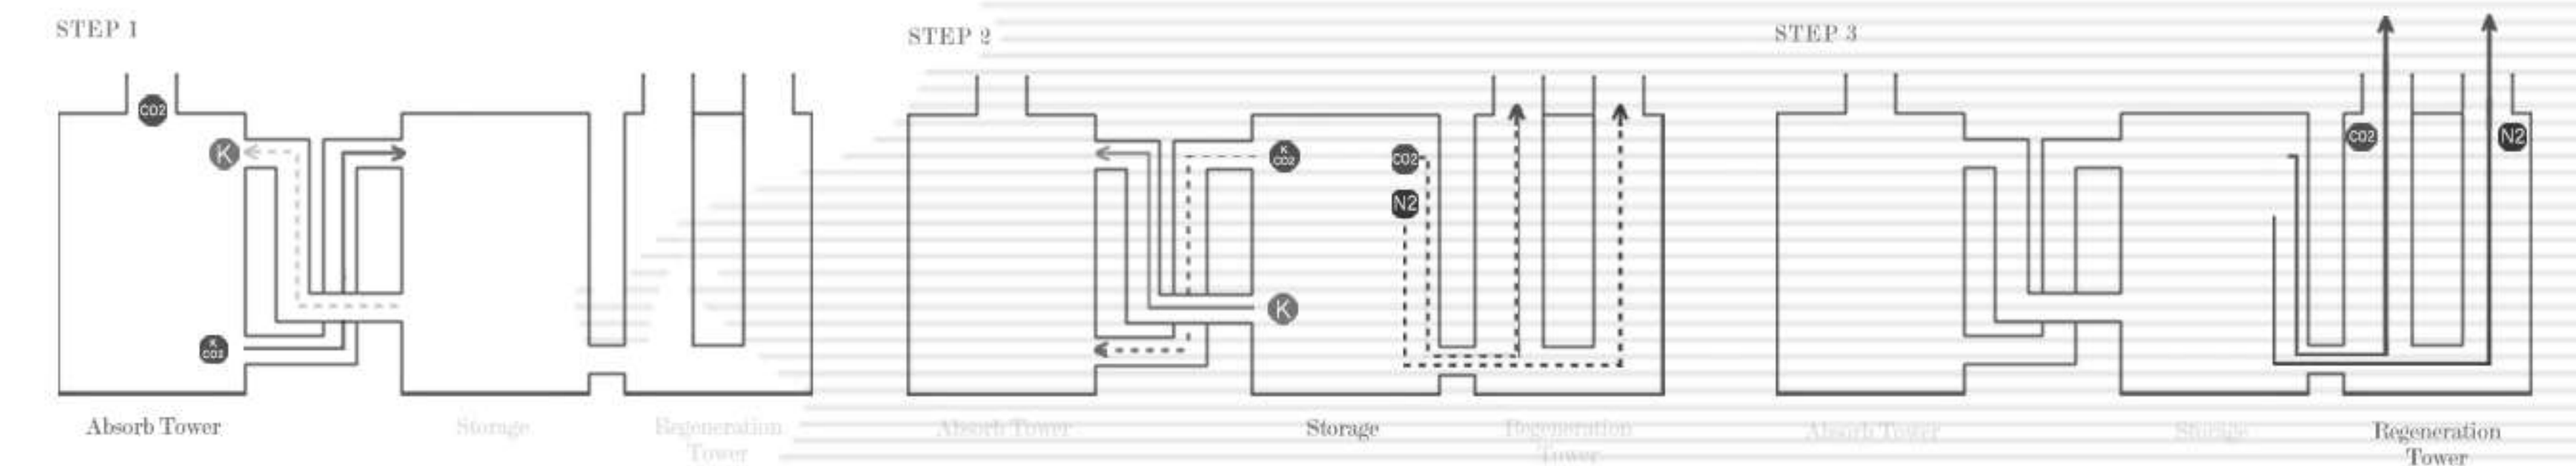 STEP 1
CO2
K
K
CO2
Absorb Tower
Storage
Regeneration
Tower
STEP 2
K
CO2
CO2
N2
K
Absorb Tower
Storage
Regeneration
Tower
STEP 3
CO2
N2
Absorb Tower
Storage
Regeneration
Tower